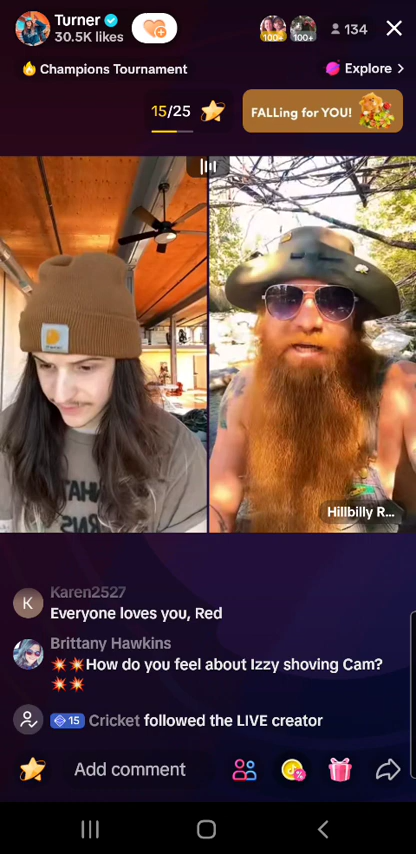 Turner
30.5K likes
100+
100+
134
Champions Tournament
Explore >
15/25
FALLing for YOU!
Hillbilly R...
K
Karen2527
Everyone loves you, Red
Brittany Hawkins
💥💥How do you feel about Izzy shoving Cam?
💥💥
15 Cricket followed the LIVE creator
Add comment